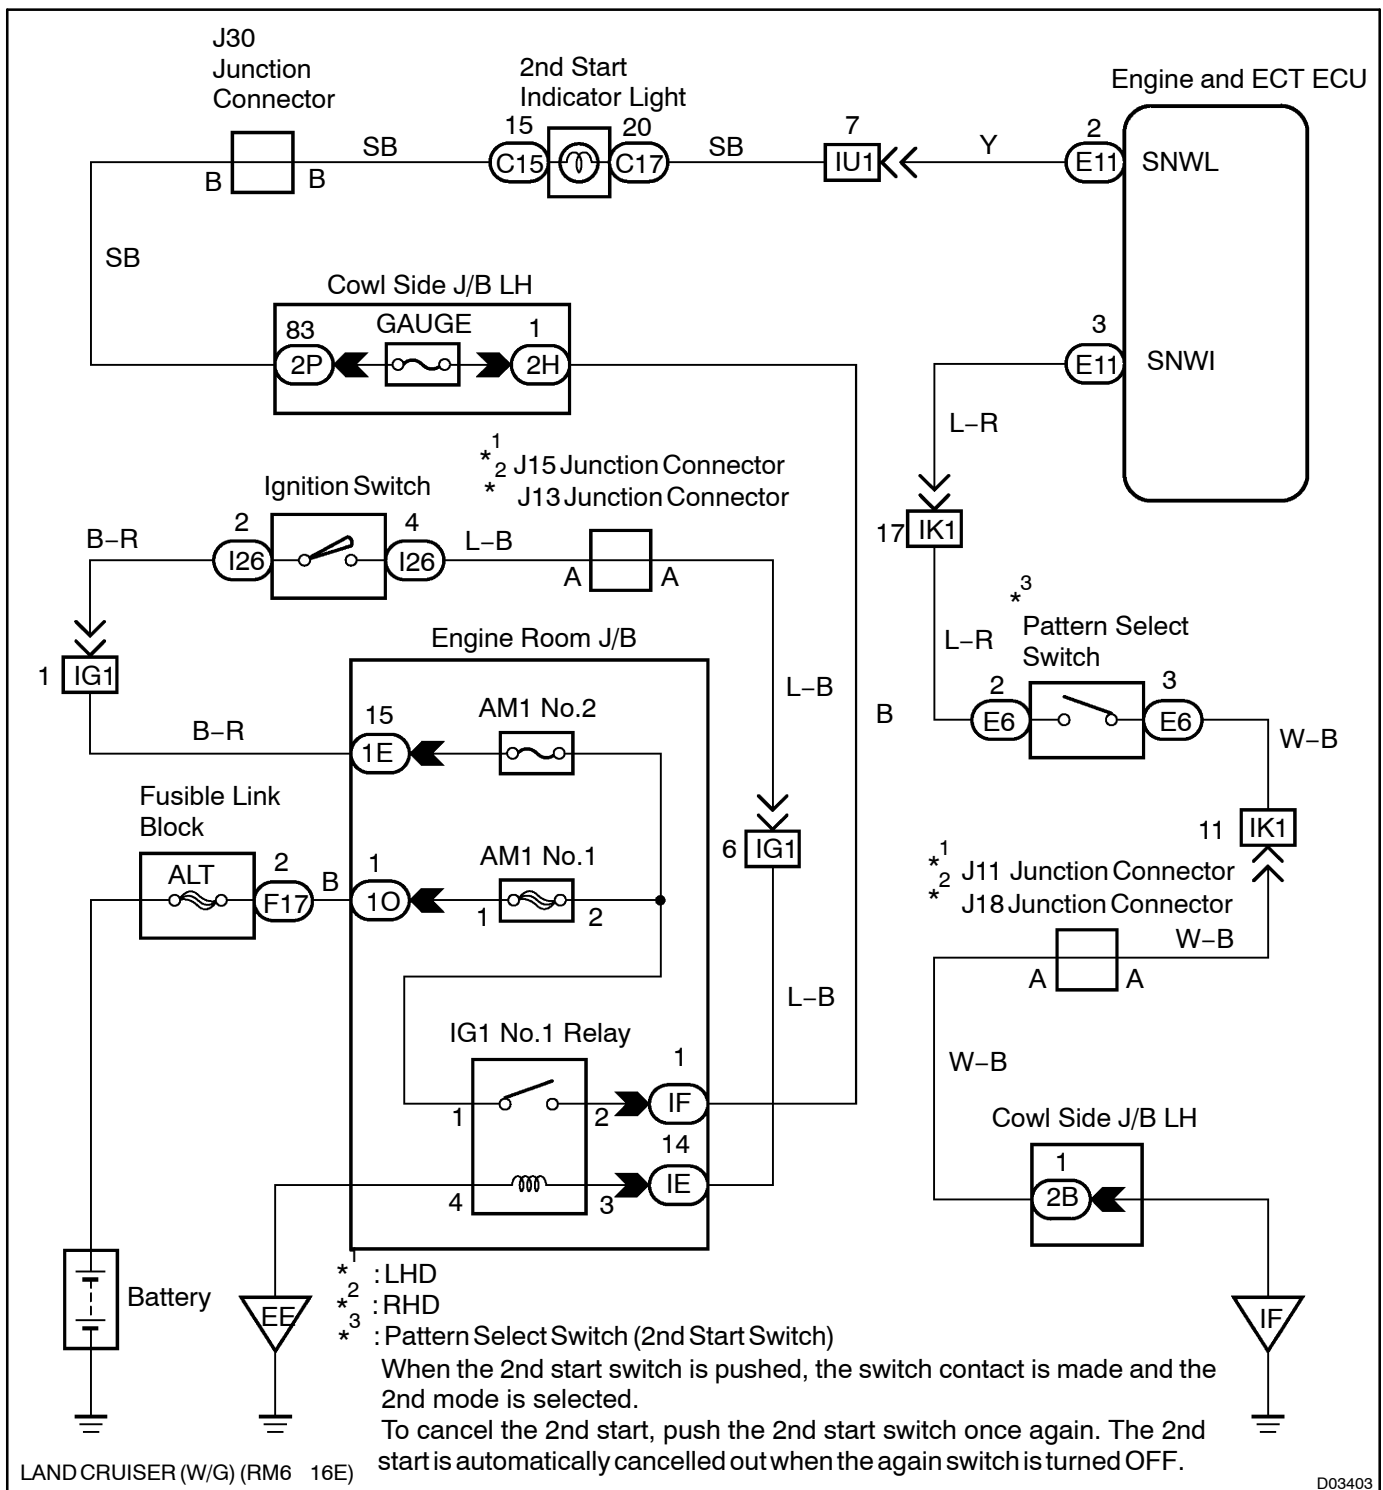 J30
Junction
Connector
2nd Start
Indicator Light
Engine and ECT ECU
15
20
7
2
SB
C15
C17
SB
IU1
Y
E11
SNWL
B
B
SB
Cowl Side J/B LH
83
GAUGE
1
3
2P
2H
E11
SNWI
L-R
*1
*2
J15 Junction Connector
J13 Junction Connector
Ignition Switch
2
4
B-R
I26
I26
L-B
A
A
17
IK1
*3
Pattern Select
Switch
L-R
Engine Room J/B
1
IG1
L-B
2
3
B
15
AM1 No.2
E6
E6
B-R
1E
W-B
Fusible Link
Block
11
IK1
6
IG1
ALT
2
1
AM1 No.1
*1
J11 Junction Connector
*2
J18 Junction Connector
F17
B
1O
1
2
W-B
A
A
L-B
IG1 No.1 Relay
1
W-B
1
2
IF
Cowl Side J/B LH
14
1
4
3
IE
2B
Battery
EE
IF
*1 : LHD
*2 : RHD
*3 : Pattern Select Switch (2nd Start Switch)
When the 2nd start switch is pushed, the switch contact is made and the
2nd mode is selected.
To cancel the 2nd start, push the 2nd start switch once again. The 2nd
start is automatically cancelled out when the again switch is turned OFF.
LAND CRUISER (W/G) (RM6 16E)
D03403